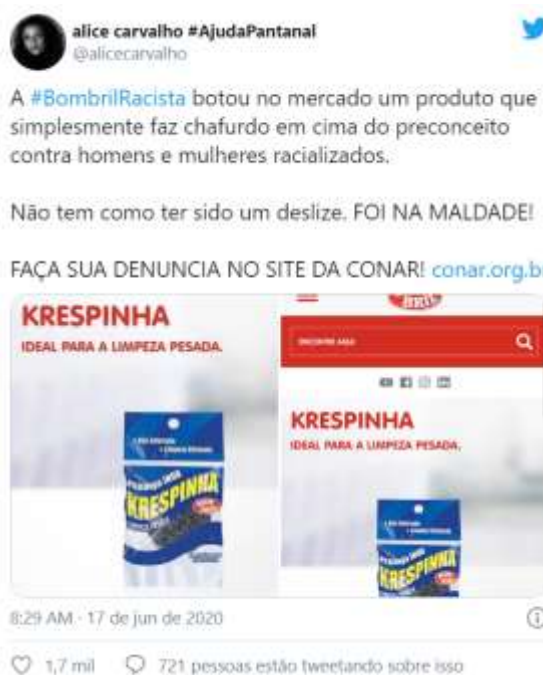 alice carvalho #AjudaPantanal
@alicecarvalho
A #BombrilRacista botou no mercado um produto que
simplesmente faz chafurdo em cima do preconceito
contra homens e mulheres racializados.
Não tem como ter sido um deslize. FOI NA MALDADE!
FAÇA SUA DENUNCIA NO SITE DA CONAR! conar.org.b
KRESPINHA
IDEAL PARA A LIMPEZA PESADA.
KRESPINHA
BRIL
ENCONTRE AQUI
KRESPINHA
IDEAL PARA A LIMPEZA PESADA.
KRESPINHA
8:29 AM · 17 de jun de 2020
1,7 mil
721 pessoas estão tweetando sobre isso